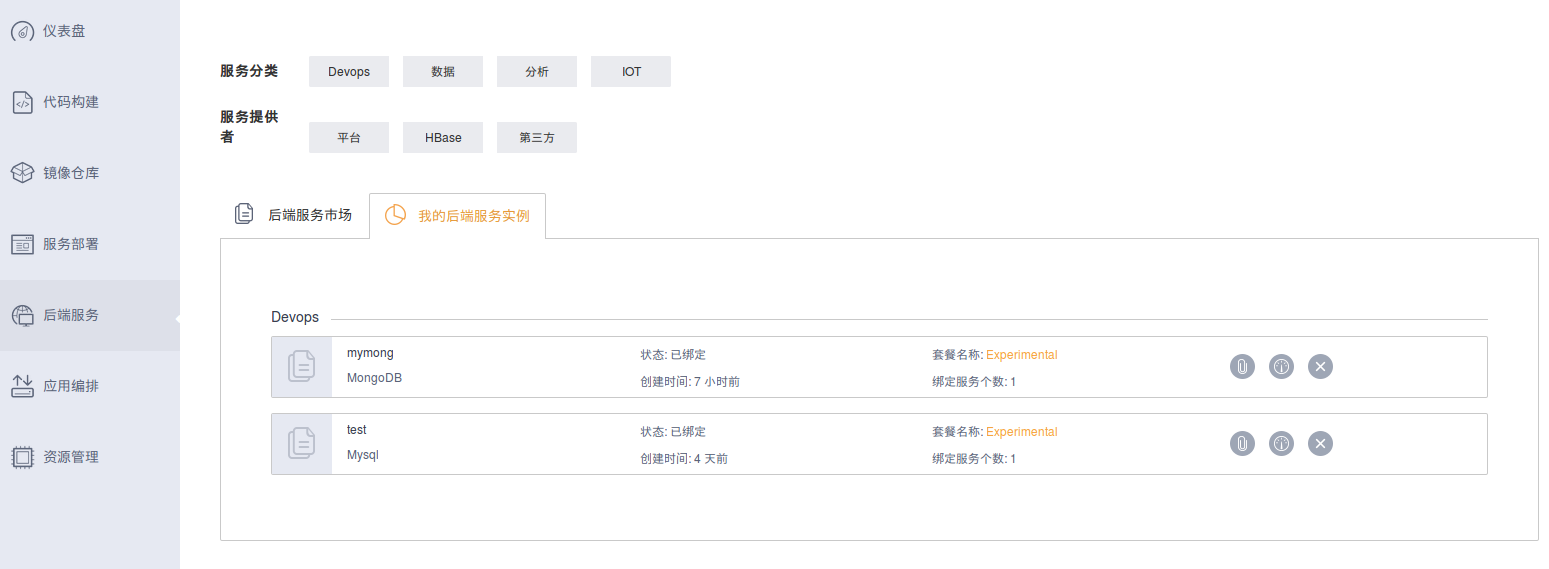 仪表盘
代码构建
镜像仓库
服务部署
后端服务
应用编排
资源管理
服务分类 Devops 数据 分析 IOT
服务提供
者 平台 HBase 第三方
后端服务市场 我的后端服务实例
Devops
mymong 状态: 已绑定 套餐名称: Experimental
MongoDB 创建时间: 7 小时前 绑定服务个数: 1
test 状态: 已绑定 套餐名称: Experimental
Mysql 创建时间: 4 天前 绑定服务个数: 1